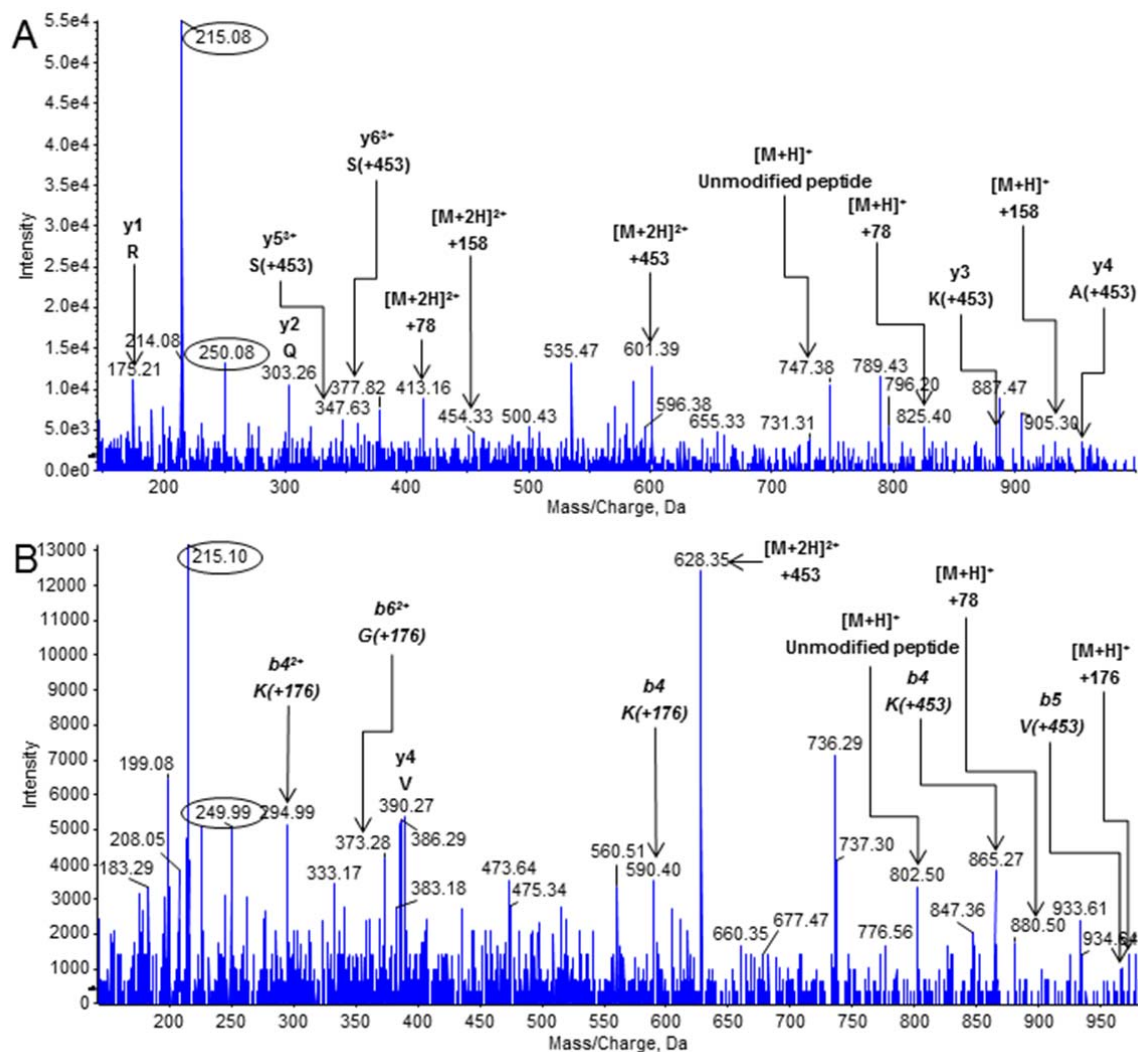 A
5.5e4
5.0e4
4.5e4
4.0e4
3.5e4
3.0e4
2.5e4
2.0e4
1.5e4
1.0e4
5.0e3
0.0e0
Intensity
215.08
y6³⁺
S(+453)
[M+H]⁺
Unmodified peptide
[M+H]⁺
+158
[M+H]⁺
+78
[M+2H]²⁺
+158
y1
R
y5³⁺
S(+453)
[M+2H]²⁺
+453
y3
K(+453)
y4
A(+453)
[M+2H]²⁺
+78
y2
Q
214.08
175.21
250.08
303.26
347.63
377.82
413.16
454.33
500.43
535.47
601.39
596.38
655.33
731.31
747.38
789.43
796.20
825.40
887.47
905.30
200 300 400 500 600 700 800 900
Mass/Charge, Da
B
13000
12000
11000
10000
9000
8000
7000
6000
5000
4000
3000
2000
1000
0
Intensity
215.10
628.35
[M+2H]²⁺
+453
[M+H]⁺
+78
b6²⁺
G(+176)
[M+H]⁺
Unmodified peptide
b4²⁺
K(+176)
b4
K(+176)
b4
K(+453)
[M+H]⁺
+176
b5
V(+453)
y4
V
199.08
208.05
183.29
249.99
294.99
333.17
373.28
390.27
386.29
383.18
473.64
475.34
560.51
590.40
660.35
677.47
736.29
737.30
776.56
802.50
847.36
865.27
880.50
933.61
200 250 300 350 400 450 500 550 600 650 700 750 800 850 900 950
Mass/Charge, Da